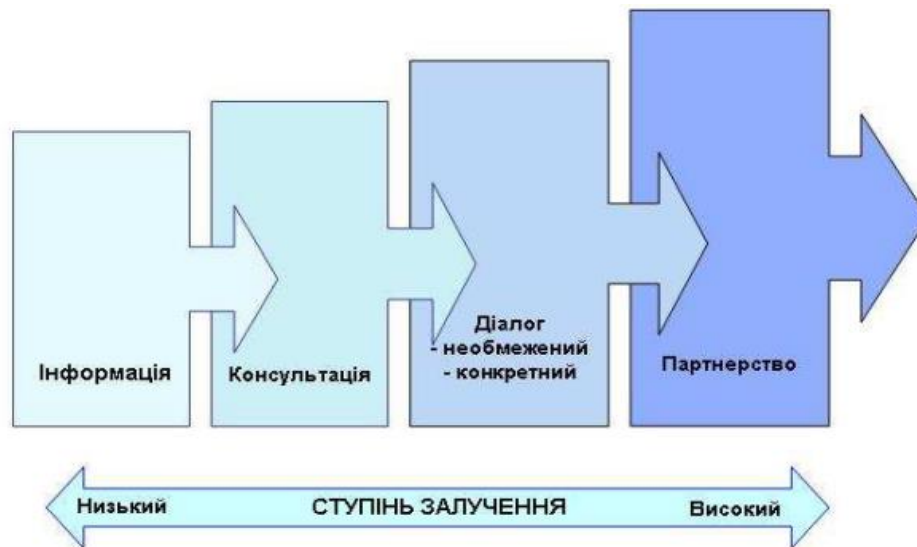 Інформація
Консультація
Діалог
- необмежений
- конкретний
Партнерство
Низький
СТУПІНЬ ЗАЛУЧЕННЯ
Високий